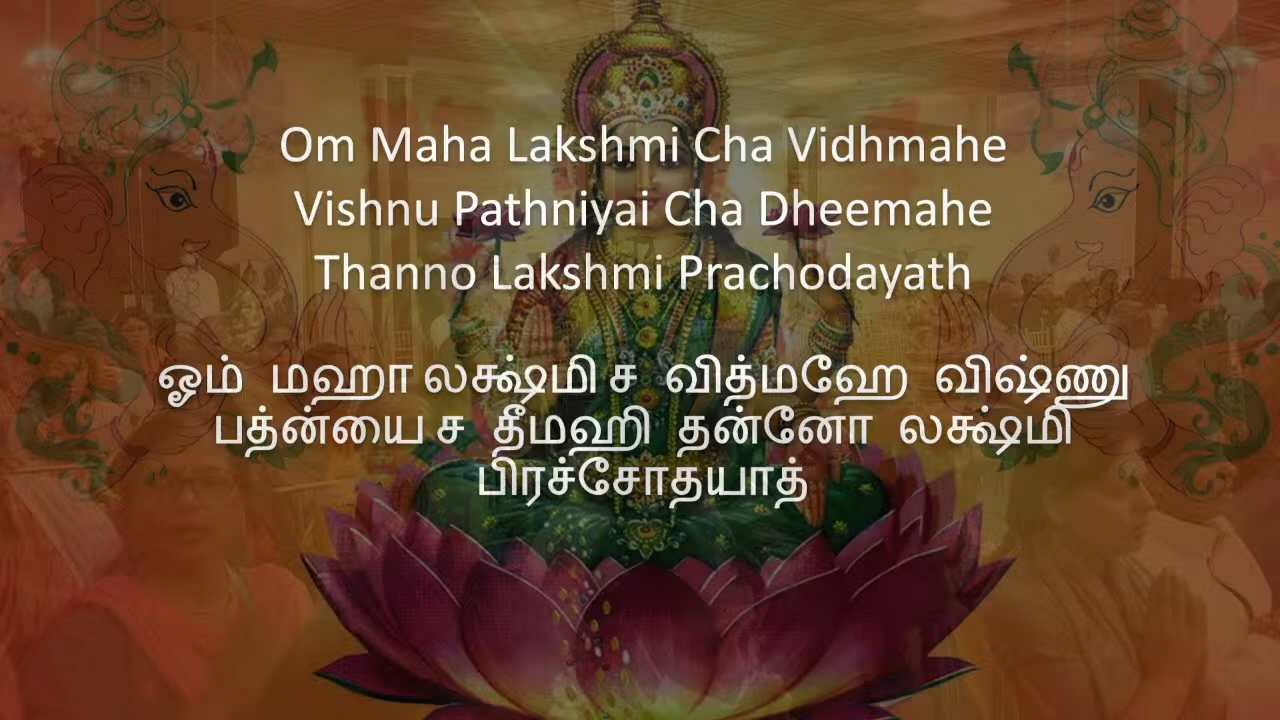 Om Maha Lakshmi Cha Vidhmahe
Vishnu Pathniyai Cha Dheemahe
Thanno Lakshmi Prachodayath
ஓம் மஹா லக்ஷ்மி ச வித்மஹே விஷ்ணு
பத்ன்யை ச தீமஹி தன்னோ லக்ஷ்மி
பிரச்சோதயாத்